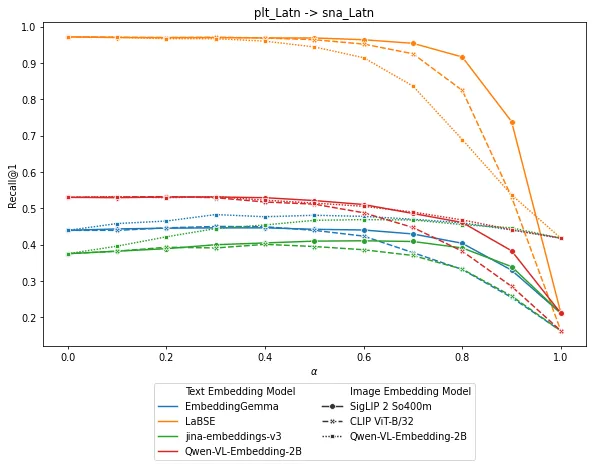 plt_Latn -> sna_Latn
Recall@1
1.0
0.9
0.8
0.7
0.6
0.5
0.4
0.3
0.2
0.0 0.2 0.4 0.6 0.8 1.0
α
Text Embedding Model Image Embedding Model
EmbeddingGemma SigLIP 2 So400m
LaBSE CLIP ViT-B/32
jina-embeddings-v3 Qwen-VL-Embedding-2B
Qwen-VL-Embedding-2B